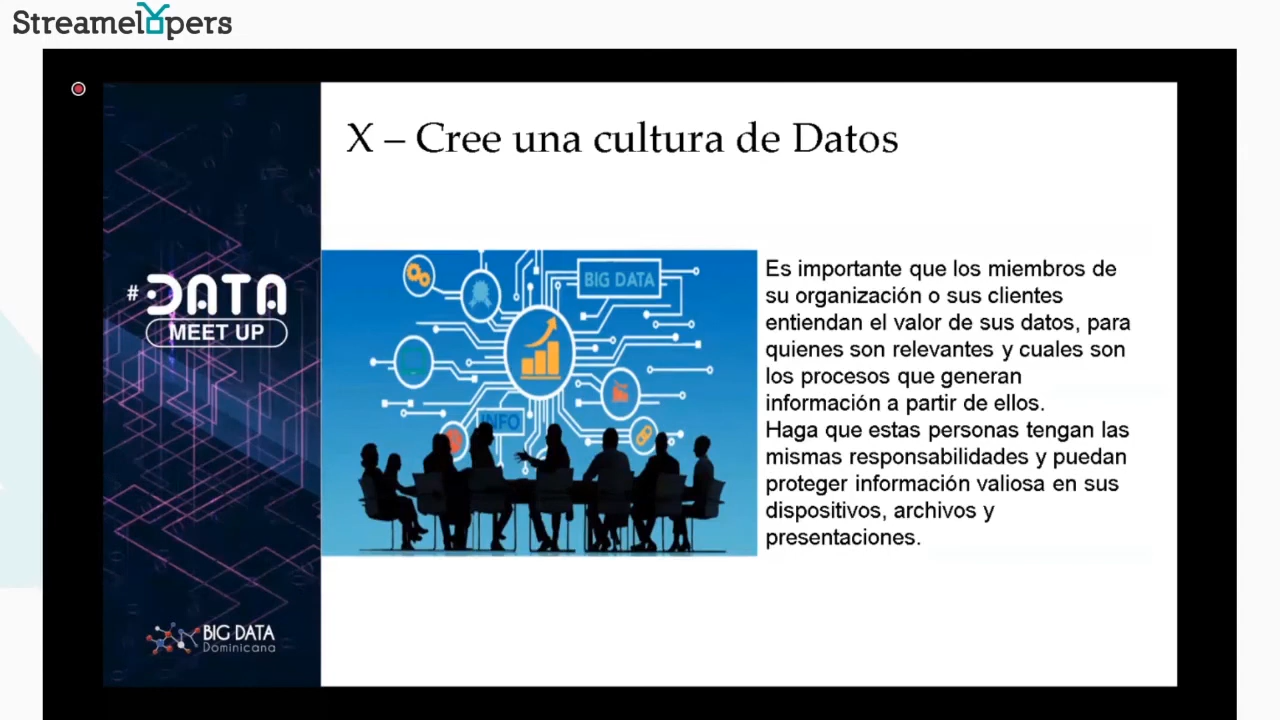 Streamelopers
X – Cree una cultura de Datos
#DATA
MEET UP
BIG DATA
INFO
Es importante que los miembros de
su organización o sus clientes
entiendan el valor de sus datos, para
quienes son relevantes y cuales son
los procesos que generan
información a partir de ellos.
Haga que estas personas tengan las
mismas responsabilidades y puedan
proteger información valiosa en sus
dispositivos, archivos y
presentaciones.
BIG DATA
Dominicana